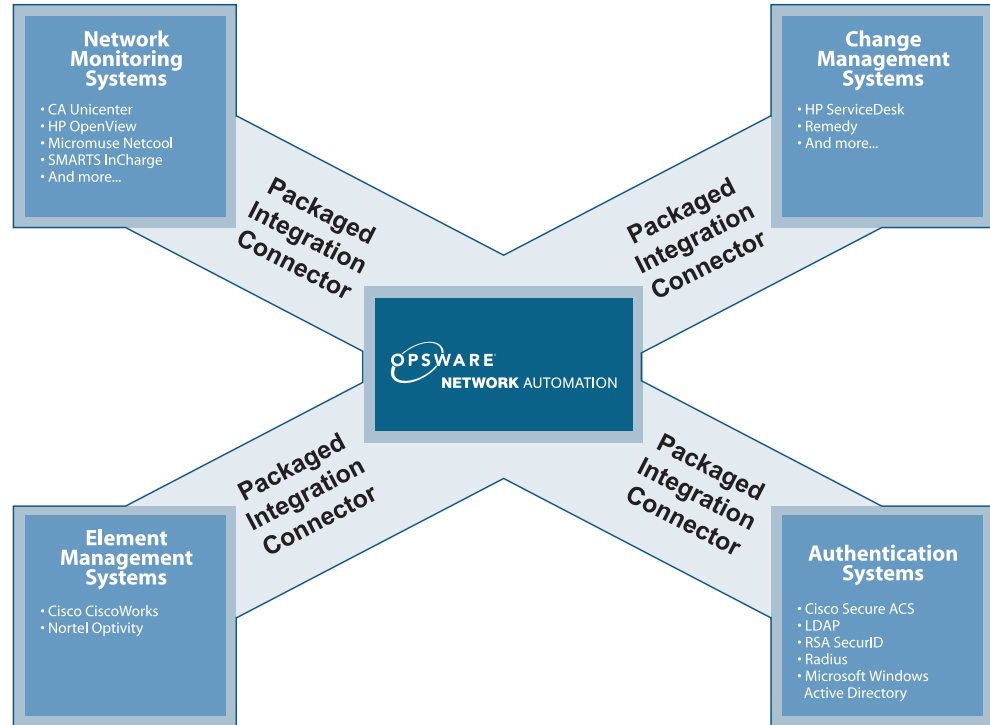 Network
Monitoring
Systems
• CA Unicenter
• HP OpenView
• Micromuse Netcool
• SMARTS InCharge
• And more...
Change
Management
Systems
• HP ServiceDesk
• Remedy
• And more...
Packaged
Integration
Connector
Packaged
Integration
Connector
OPSWARE
NETWORK AUTOMATION
Packaged
Integration
Connector
Packaged
Integration
Connector
Element
Management
Systems
• Cisco CiscoWorks
• Nortel Optivity
Authentication
Systems
• Cisco Secure ACS
• LDAP
• RSA SecurID
• Radius
• Microsoft Windows
Active Directory